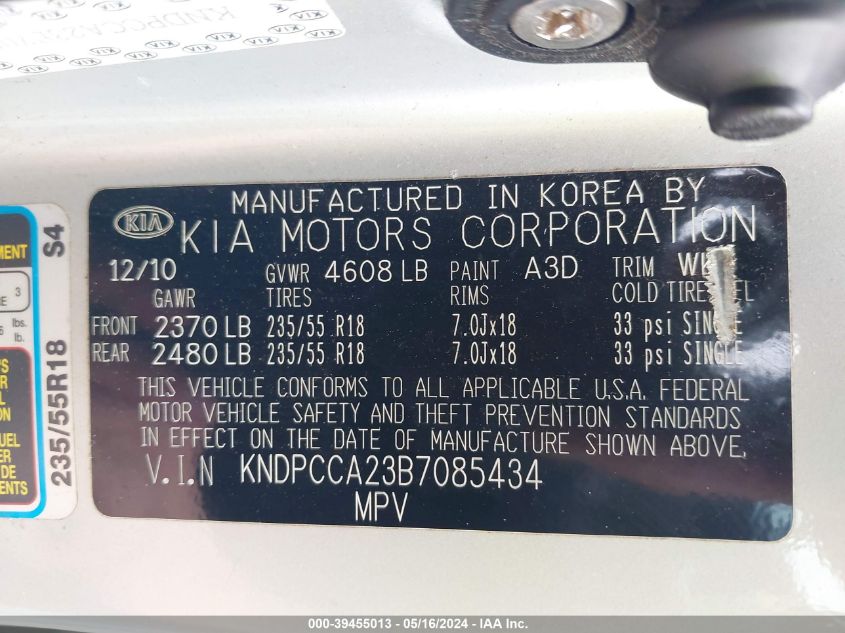 KIA
MANUFACTURED IN KOREA BY
KIA MOTORS CORPORATION
12/10 GVWR 4608 LB PAINT A3D TRIM
GAWR TIRES RIMS COLD TIRE
FRONT 2370 LB 235/55 R18 7.0Jx18 33 psi SINGLE
REAR 2480 LB 235/55 R18 7.0Jx18 33 psi SINGLE
THIS VEHICLE CONFORMS TO ALL APPLICABLE U.S.A. FEDERAL
MOTOR VEHICLE SAFETY AND THEFT PREVENTION STANDARDS
IN EFFECT ON THE DATE OF MANUFACTURE SHOWN ABOVE.
V.I.N KNDPCCA23B7085434
MPV
235/55R18 S4
3
lbs.
lb.
000-39455013 - 05/16/2024 - IAA Inc.